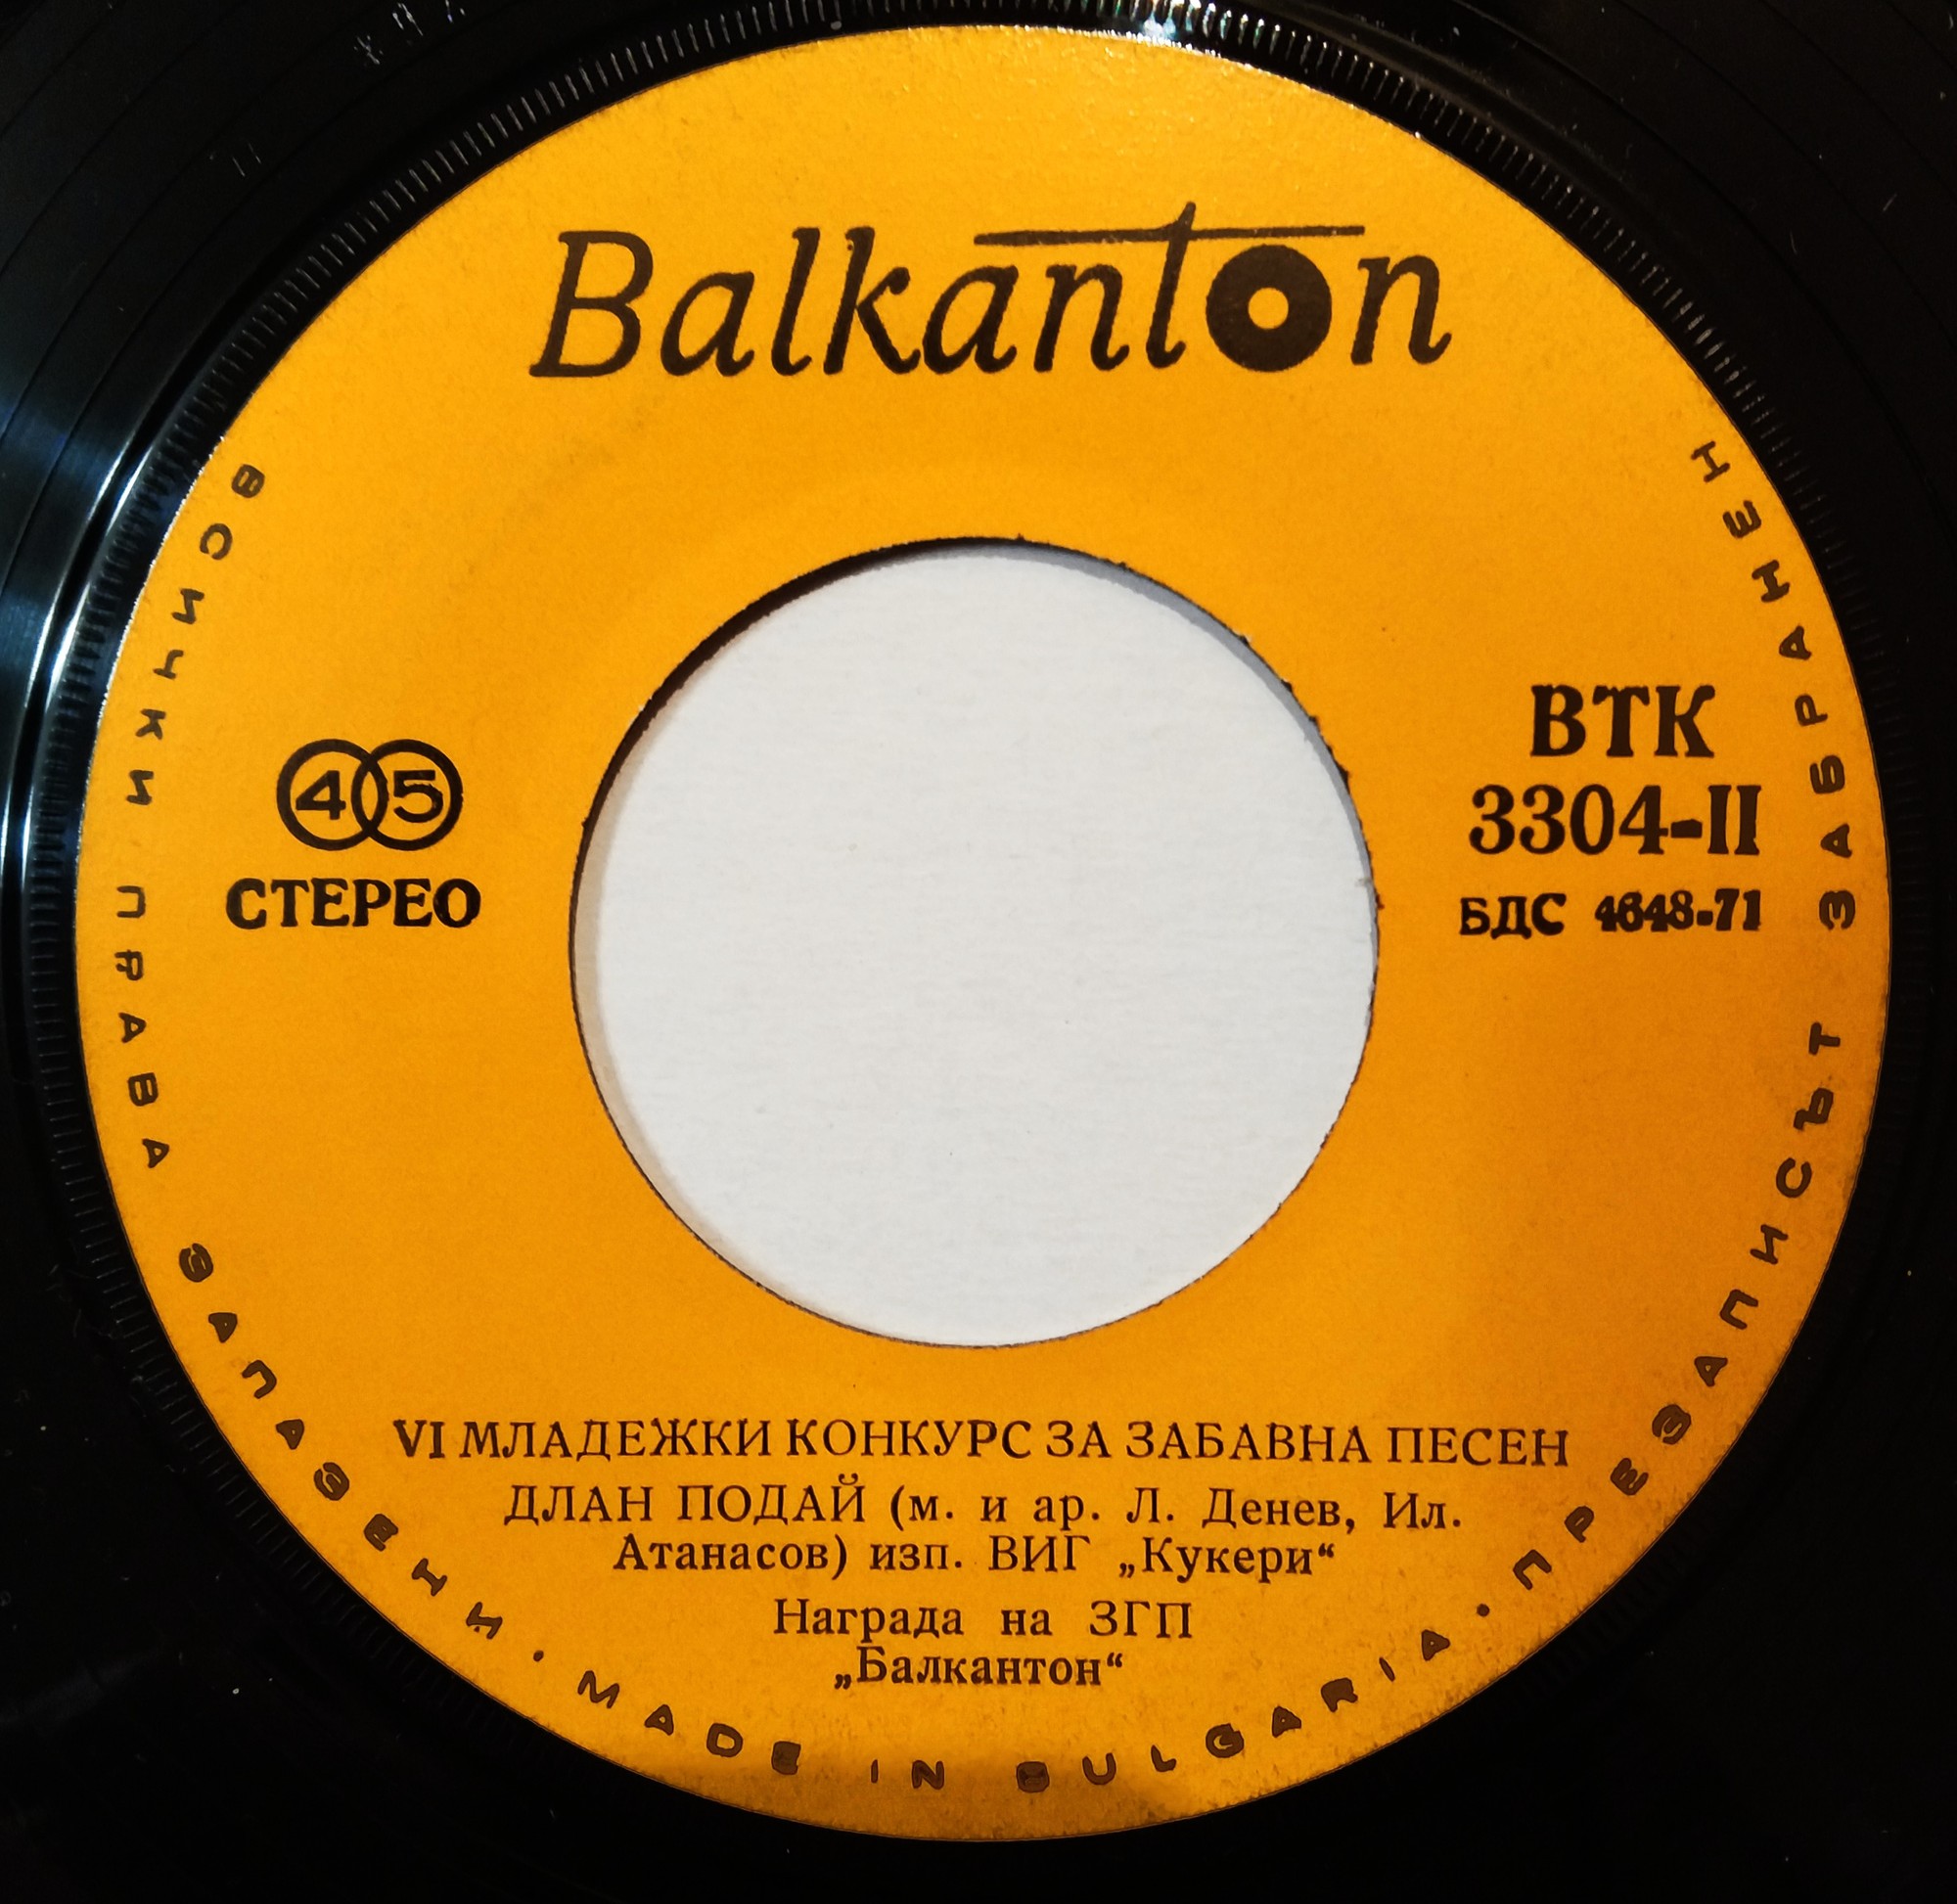 Balkanton
45
СТЕРЕО
ВТК
3304-II
БДС 4648-71
VI МЛАДЕЖКИ КОНКУРС ЗА ЗАБАВНА ПЕСЕН
ДЛАН ПОДАЙ (м. и ар. Л. Денев, Ил.
Атанасов) изп. ВИГ „Кукери“
Награда на ЗГП
„Балкантон“
ВСИЧКИ ПРАВА ЗАПАЗЕНИ · MADE IN BULGARIA · ПРЕЗАПИСЪТ ЗАБРАНЕН